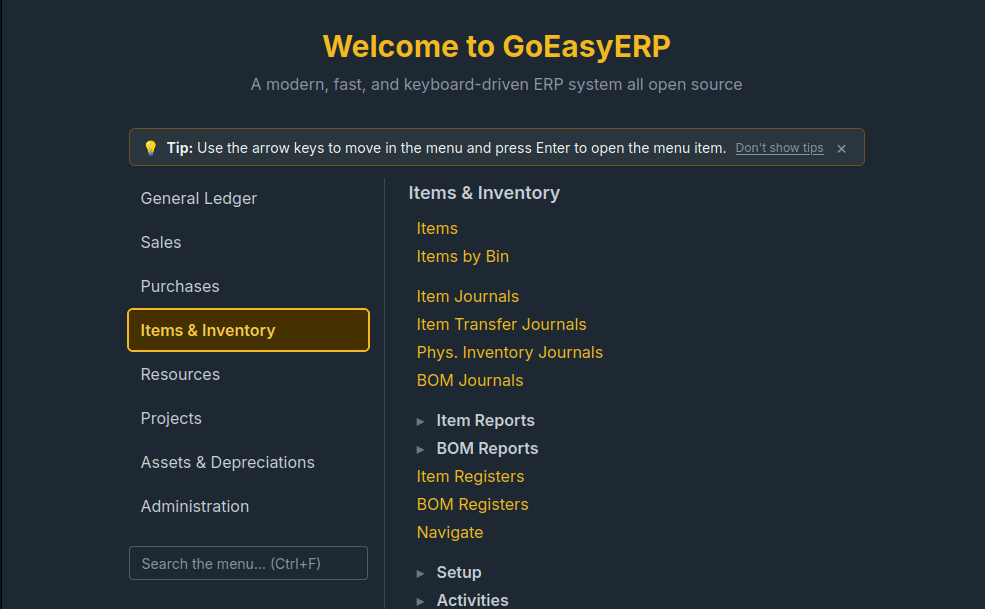 Welcome to GoEasyERP
A modern, fast, and keyboard-driven ERP system all open source
💡 Tip: Use the arrow keys to move in the menu and press Enter to open the menu item. Don't show tips ✕
General Ledger
Sales
Purchases
Items & Inventory
Resources
Projects
Assets & Depreciations
Administration
Search the menu... (Ctrl+F)
Items & Inventory
Items
Items by Bin
Item Journals
Item Transfer Journals
Phys. Inventory Journals
BOM Journals
► Item Reports
► BOM Reports
Item Registers
BOM Registers
Navigate
► Setup
► Activities